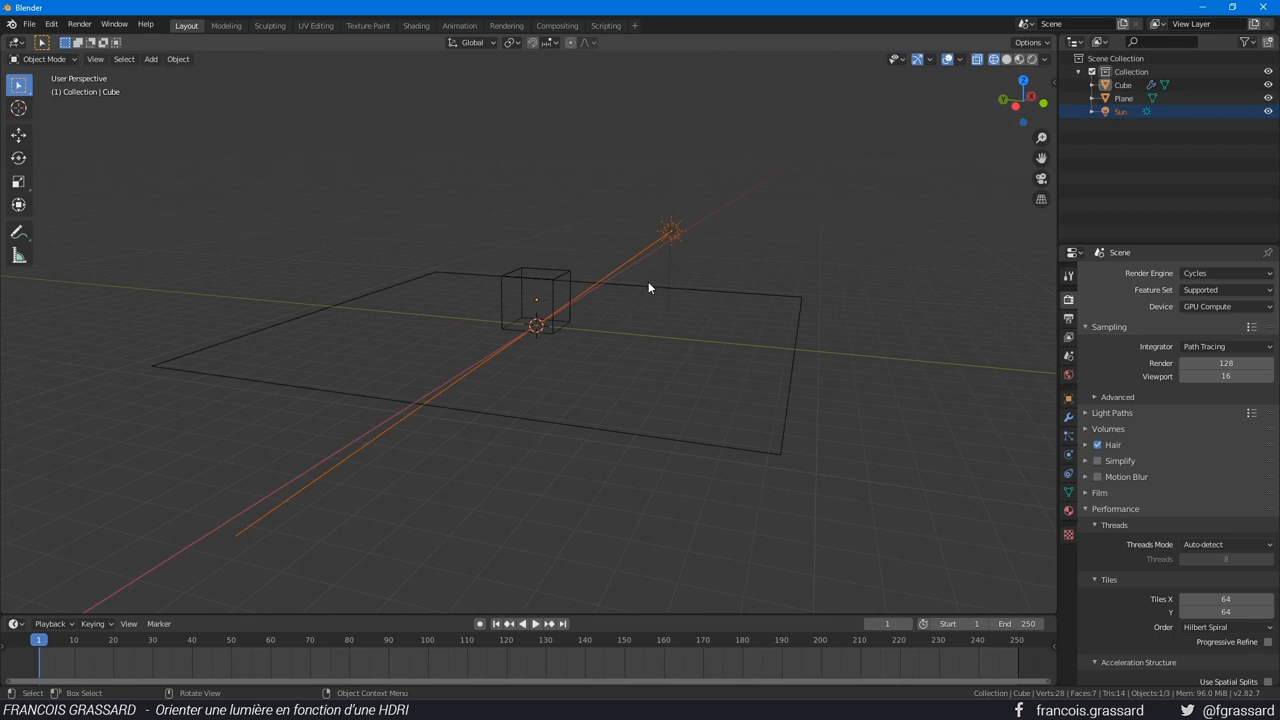 Blender
File Edit Render Window Help Layout Modeling Sculpting UV Editing Texture Paint Shading Animation Rendering Compositing Scripting + Scene View Layer
Global Options
Object Mode View Select Add Object
User Perspective
(1) Collection | Cube
Z
Y
X
Scene Collection
Collection
Cube
Plane
Sun
Scene
Render Engine Cycles
Feature Set Supported
Device GPU Compute
Sampling
Integrator Path Tracing
Render 128
Viewport 16
Advanced
Light Paths
Volumes
Hair
Simplify
Motion Blur
Film
Performance
Threads
Threads Mode Auto-detect
Threads 8
Tiles
Tiles X 64
Y 64
Order Hilbert Spiral
Progressive Refine
Acceleration Structure
Use Spatial Splits
Playback Keying View Marker 1 Start 1 End 250
1 10 20 30 40 50 60 70 80 90 100 110 120 130 140 150 160 170 180 190 200 210 220 230 240 250
Select Box Select Rotate View Object Context Menu Collection | Cube | Verts:28 | Faces:7 | Tris:14 | Objects:1/3 | Mem: 96.0 MiB | v2.82.7
FRANCOIS GRASSARD - Orienter une lumière en fonction d'une HDRI francois.grassard @fgrassard